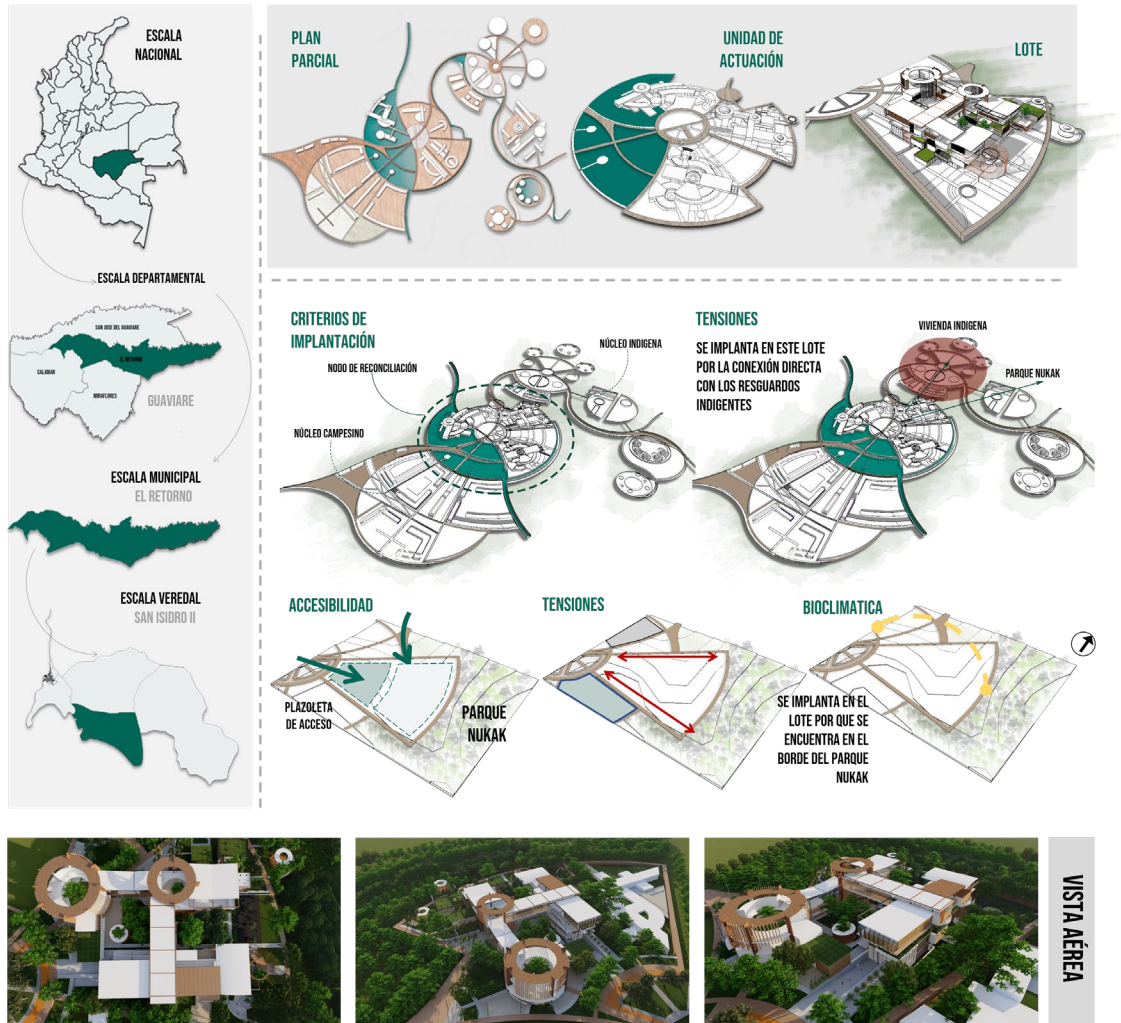 ESCALA
NACIONAL
ESCALA DEPARTAMENTAL
SAN JOSE DEL GUAVIARE
EL RETORNO
CALAMAR
MIRAFLORES
GUAVIARE
ESCALA MUNICIPAL
EL RETORNO
ESCALA VEREDAL
SAN ISIDRO II
PLAN
PARCIAL
UNIDAD DE
ACTUACIÓN
LOTE
CRITERIOS DE
IMPLANTACIÓN
NODO DE RECONCILIACIÓN
NÚCLEO INDIGENA
NÚCLEO CAMPESINO
TENSIONES
SE IMPLANTA EN ESTE LOTE
POR LA CONEXIÓN DIRECTA
CON LOS RESGUARDOS
INDIGENTES
VIVIENDA INDIGENA
PARQUE NUKAK
ACCESIBILIDAD
PLAZOLETA
DE ACCESO
PARQUE
NUKAK
TENSIONES
BIOCLIMATICA
SE IMPLANTA EN EL
LOTE POR QUE SE
ENCUENTRA EN EL
BORDE DEL PARQUE
NUKAK
VISTA AÉREA